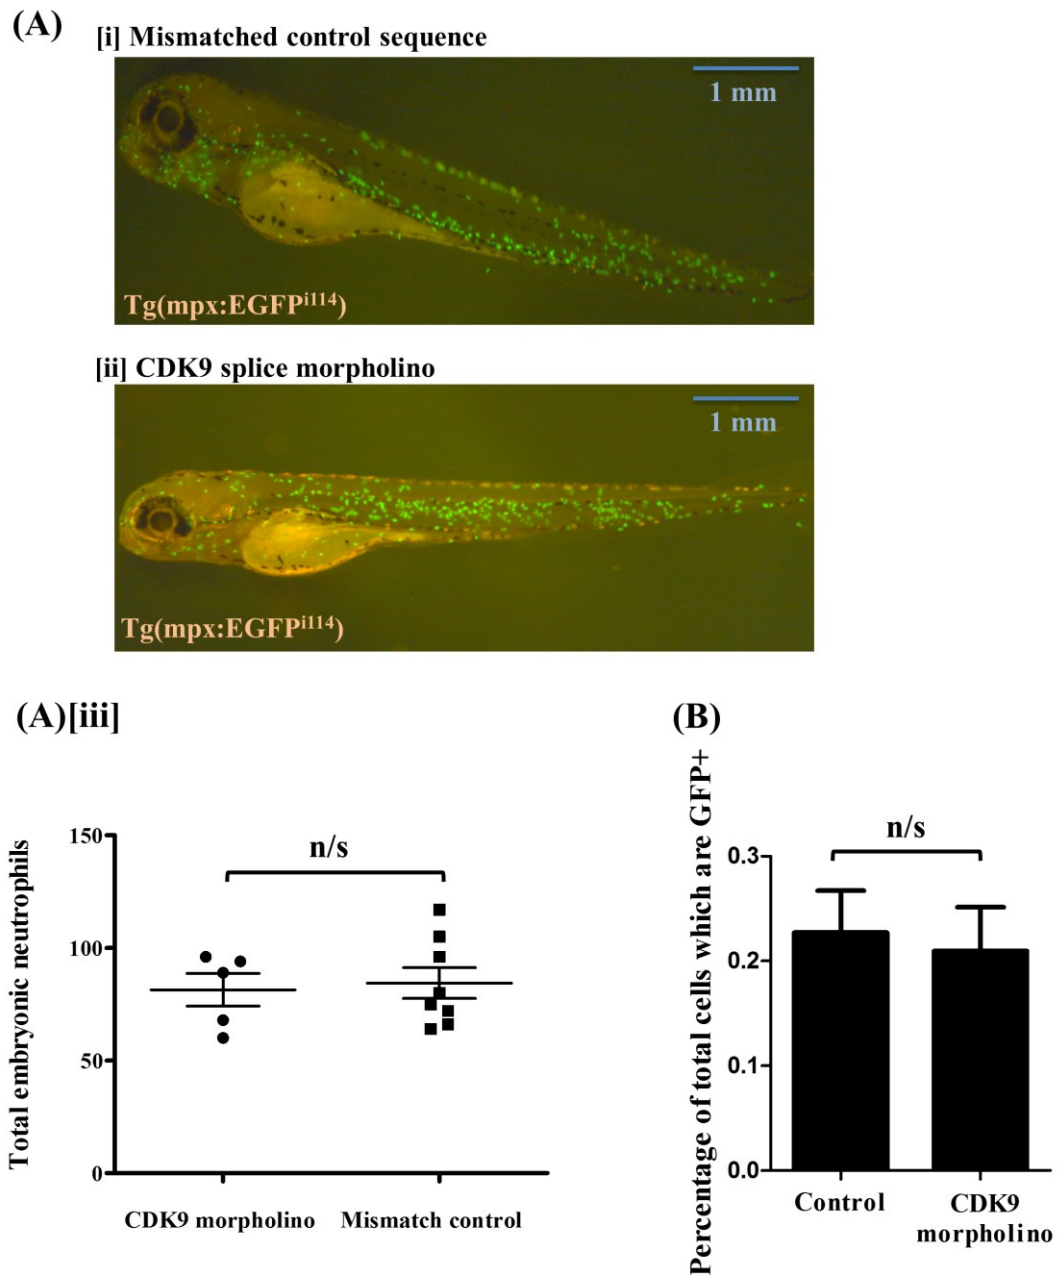 (A)
[i] Mismatched control sequence
1 mm
Tg(mpx:EGFPi114)
[ii] CDK9 splice morpholino
1 mm
Tg(mpx:EGFPi114)
(A)[iii]
Total embryonic neutrophils
150
100
50
0
n/s
CDK9 morpholino
Mismatch control
(B)
Percentage of total cells which are GFP+
0.3
0.2
0.1
0.0
n/s
Control
CDK9
morpholino